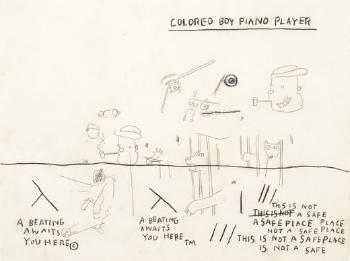 COLORED BOY PIANO PLAYER
A BEATING
AWAITS
YOU HERE©
A BEATING
AWAITS
YOU HERE TM
THIS IS NOT
THIS IS NOT A SAFE
A SAFE PLACE PLACE
NOT A SAFE PLACE
THIS IS NOT A SAFE PLACE
IS NOT A SAFE